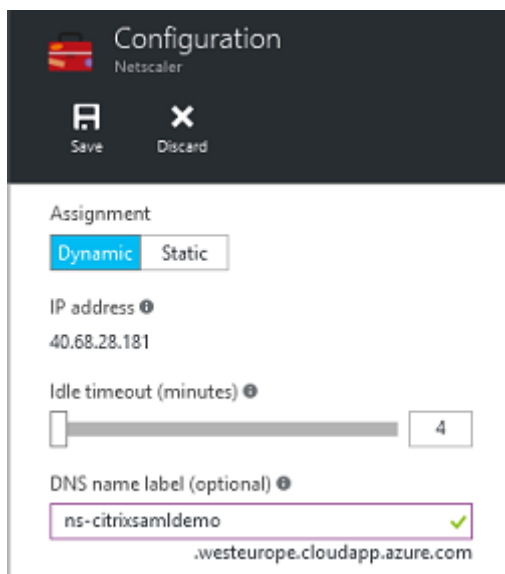 Configuration
Netscaler
Save Discard
Assignment
Dynamic Static
IP address
40.68.28.181
Idle timeout (minutes)
4
DNS name label (optional)
ns-citrixsamldemo
.westeurope.cloudapp.azure.com